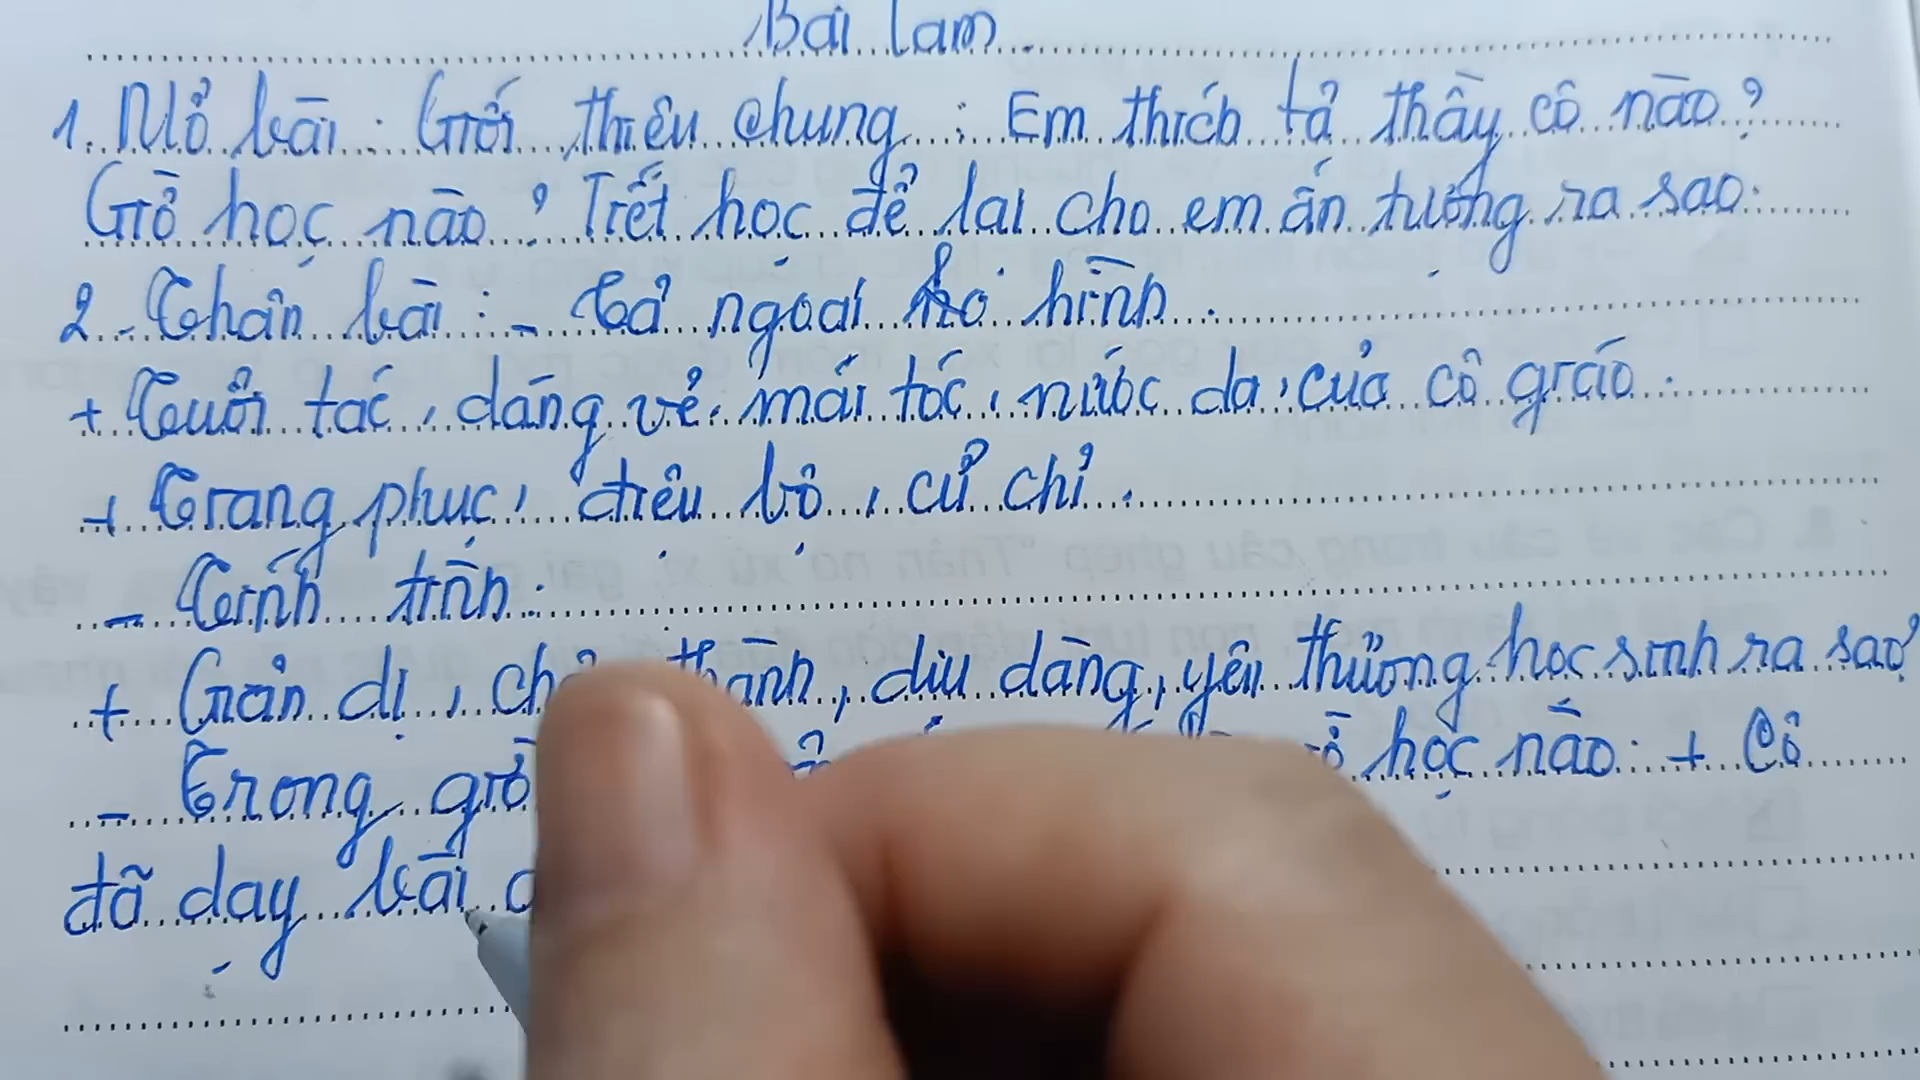 Bài làm
1. Mở bài: Giới thiệu chung: Em thích tả thầy cô nào?
Giờ học nào? Tiết học để lại cho em ấn tượng ra sao.
2. Thân bài: - Tả ngoại hình.
+ Tuổi tác, dáng vẻ, mái tóc, nước da, của cô giáo.
+ Trang phục, điệu bộ, cử chỉ.
- Tính tình:
+ Giản dị, thành, dịu dàng, yêu thương học sinh ra sao?
- Trong giờ học nào: + Cô
đã dạy bài